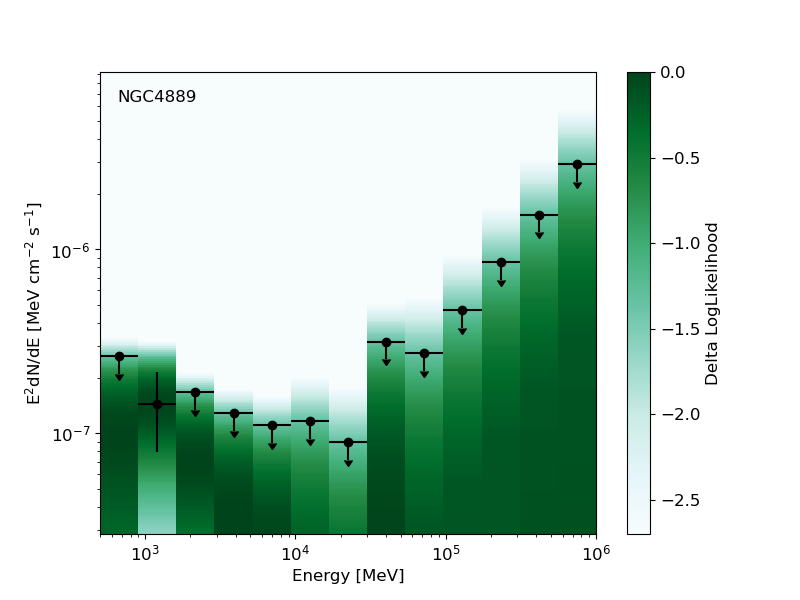 NGC4889
E²dN/dE [MeV cm⁻² s⁻¹]
10⁻⁶
10⁻⁷
10³ 10⁴ 10⁵ 10⁶
Energy [MeV]
0.0
−0.5
−1.0
−1.5
−2.0
−2.5
Delta LogLikelihood